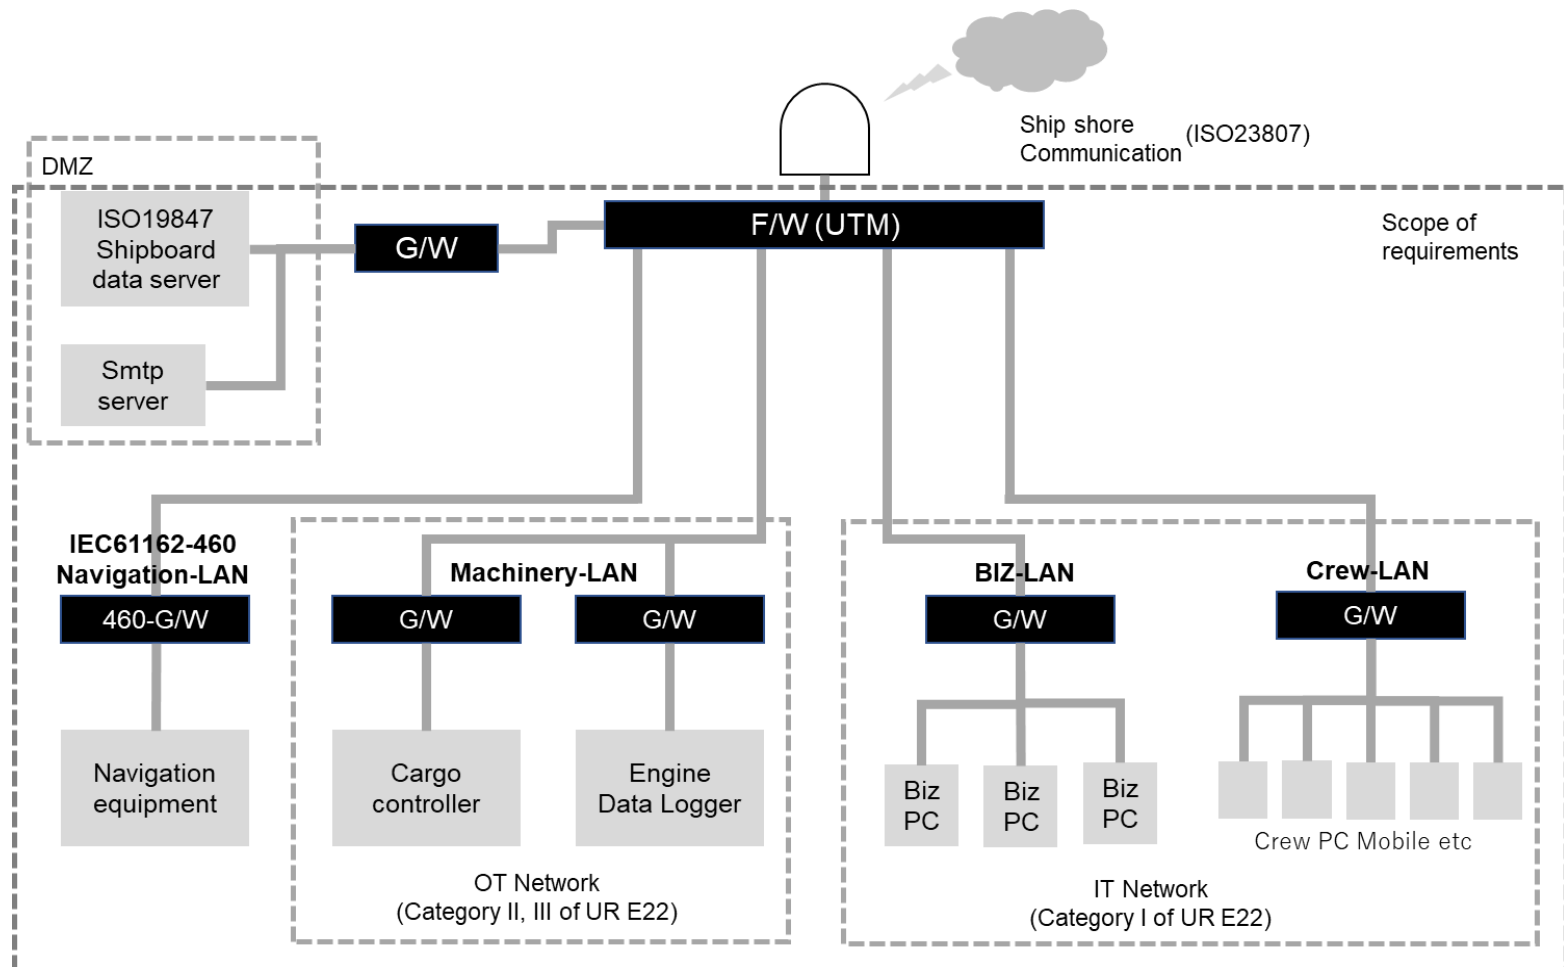 Ship shore
Communication
(ISO23807)
DMZ
ISO19847
Shipboard
data server
G/W
F/W (UTM)
Scope of
requirements
Smtp
server
IEC61162-460
Navigation-LAN
Machinery-LAN
BIZ-LAN
Crew-LAN
460-G/W
G/W
G/W
G/W
G/W
Navigation
equipment
Cargo
controller
Engine
Data Logger
Biz
PC
Biz
PC
Biz
PC
Crew PC Mobile etc
OT Network
(Category II, III of UR E22)
IT Network
(Category I of UR E22)